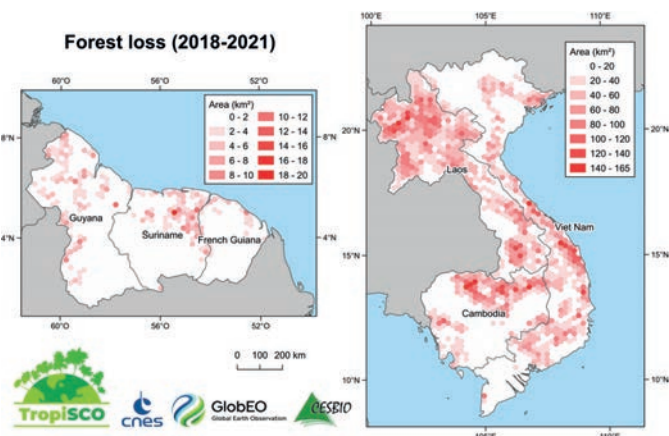 Forest loss (2018-2021)
60°O 56°O 52°O
8°N
4°N
Area (km²)
0 - 2
2 - 4
4 - 6
6 - 8
8 - 10
10 - 12
12 - 14
14 - 16
16 - 18
18 - 20
8°N
4°N
Guyana
Suriname
French Guiana
60°O 56°O 52°O
0 100 200 km
TropiSCO
cnes
GlobEO
Global Earth Observation
CESBIO
100°E 105°E 110°E
20°N
15°N
10°N
Area (km²)
0 - 20
20 - 40
40 - 60
60 - 80
80 - 100
100 - 120
120 - 140
140 - 165
20°N
15°N
10°N
Laos
Viet Nam
Cambodia